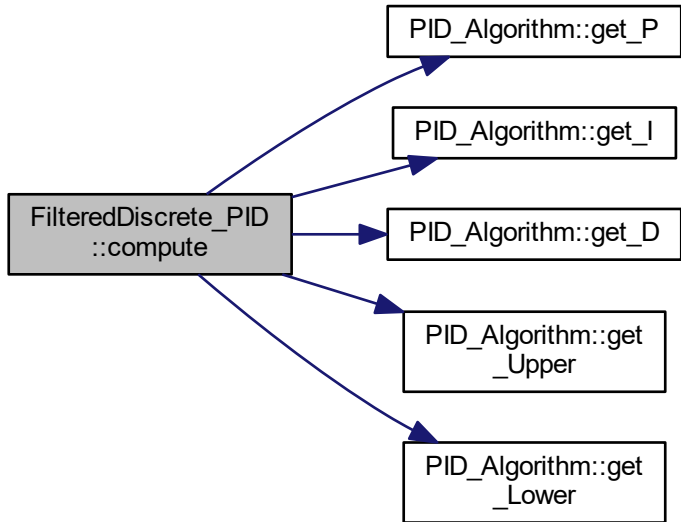 PID_Algorithm::get_P
PID_Algorithm::get_I
FilteredDiscrete_PID
::compute
PID_Algorithm::get_D
PID_Algorithm::get
_Upper
PID_Algorithm::get
_Lower